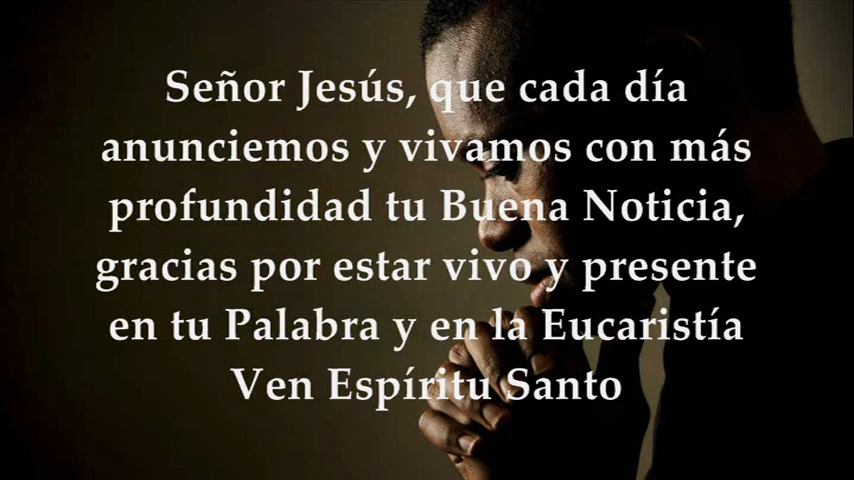 Señor Jesús, que cada día
anunciemos y vivamos con más
profundidad tu Buena Noticia,
gracias por estar vivo y presente
en tu Palabra y en la Eucaristía
Ven Espíritu Santo